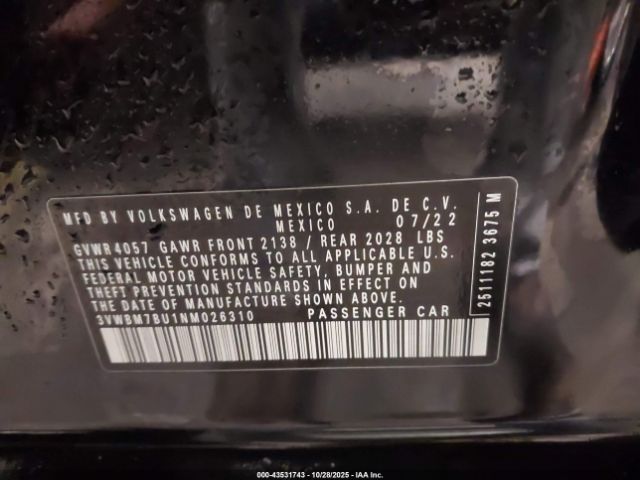 MFD BY VOLKSWAGEN DE MEXICO S.A. DE C.V.
MEXICO 07/22
GVWR 4057 GAWR FRONT 2138 / REAR 2028 LBS
THIS VEHICLE CONFORMS TO ALL APPLICABLE U.S.
FEDERAL MOTOR VEHICLE SAFETY, BUMPER AND
THEFT PREVENTION STANDARDS IN EFFECT ON
THE DATE OF MANUFACTURE SHOWN ABOVE.
3VWBM7BU1NM026310 PASSENGER CAR
2511182 3675 M
000-43531743 | 10/28/2025 | IAA Inc.